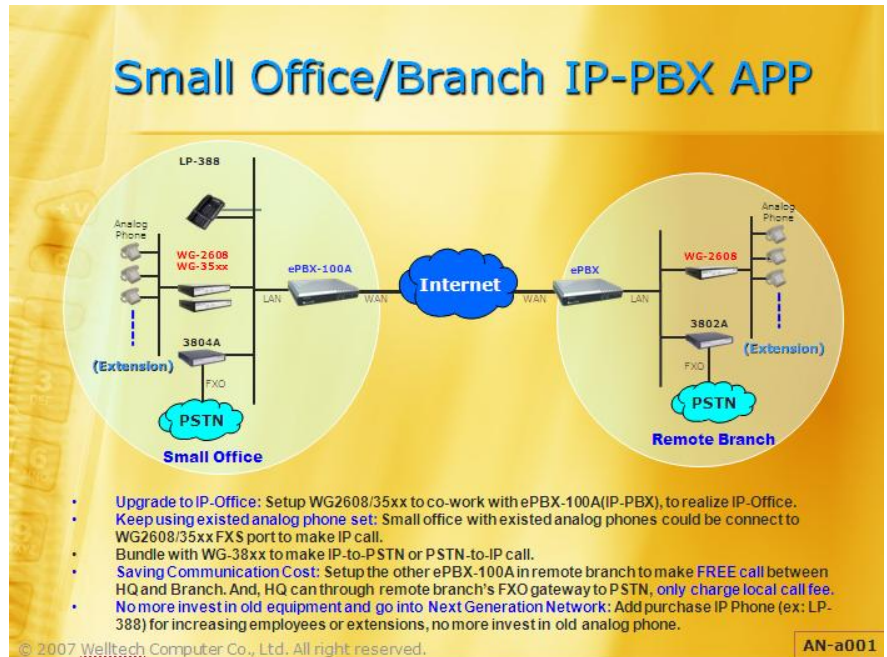 Small Office/Branch IP-PBX APP
LP-388
Analog
Phone
WG-2608
WG-35xx
ePBX-100A
LAN
WAN
3804A
(Extension)
FXO
PSTN
Small Office
Internet
ePBX
WAN
LAN
WG-2608
Analog
Phone
3802A
(Extension)
FXO
PSTN
Remote Branch
• Upgrade to IP-Office: Setup WG2608/35xx to co-work with ePBX-100A(IP-PBX), to realize IP-Office.
• Keep using existed analog phone set: Small office with existed analog phones could be connect to
WG2608/35xx FXS port to make IP call.
• Bundle with WG-38xx to make IP-to-PSTN or PSTN-to-IP call.
• Saving Communication Cost: Setup the other ePBX-100A in remote branch to make FREE call between
HQ and Branch. And, HQ can through remote branch's FXO gateway to PSTN, only charge local call fee.
• No more invest in old equipment and go into Next Generation Network: Add purchase IP Phone (ex: LP-
388) for increasing employees or extensions, no more invest in old analog phone.
© 2007 Welltech Computer Co., Ltd. All right reserved.
AN-a001